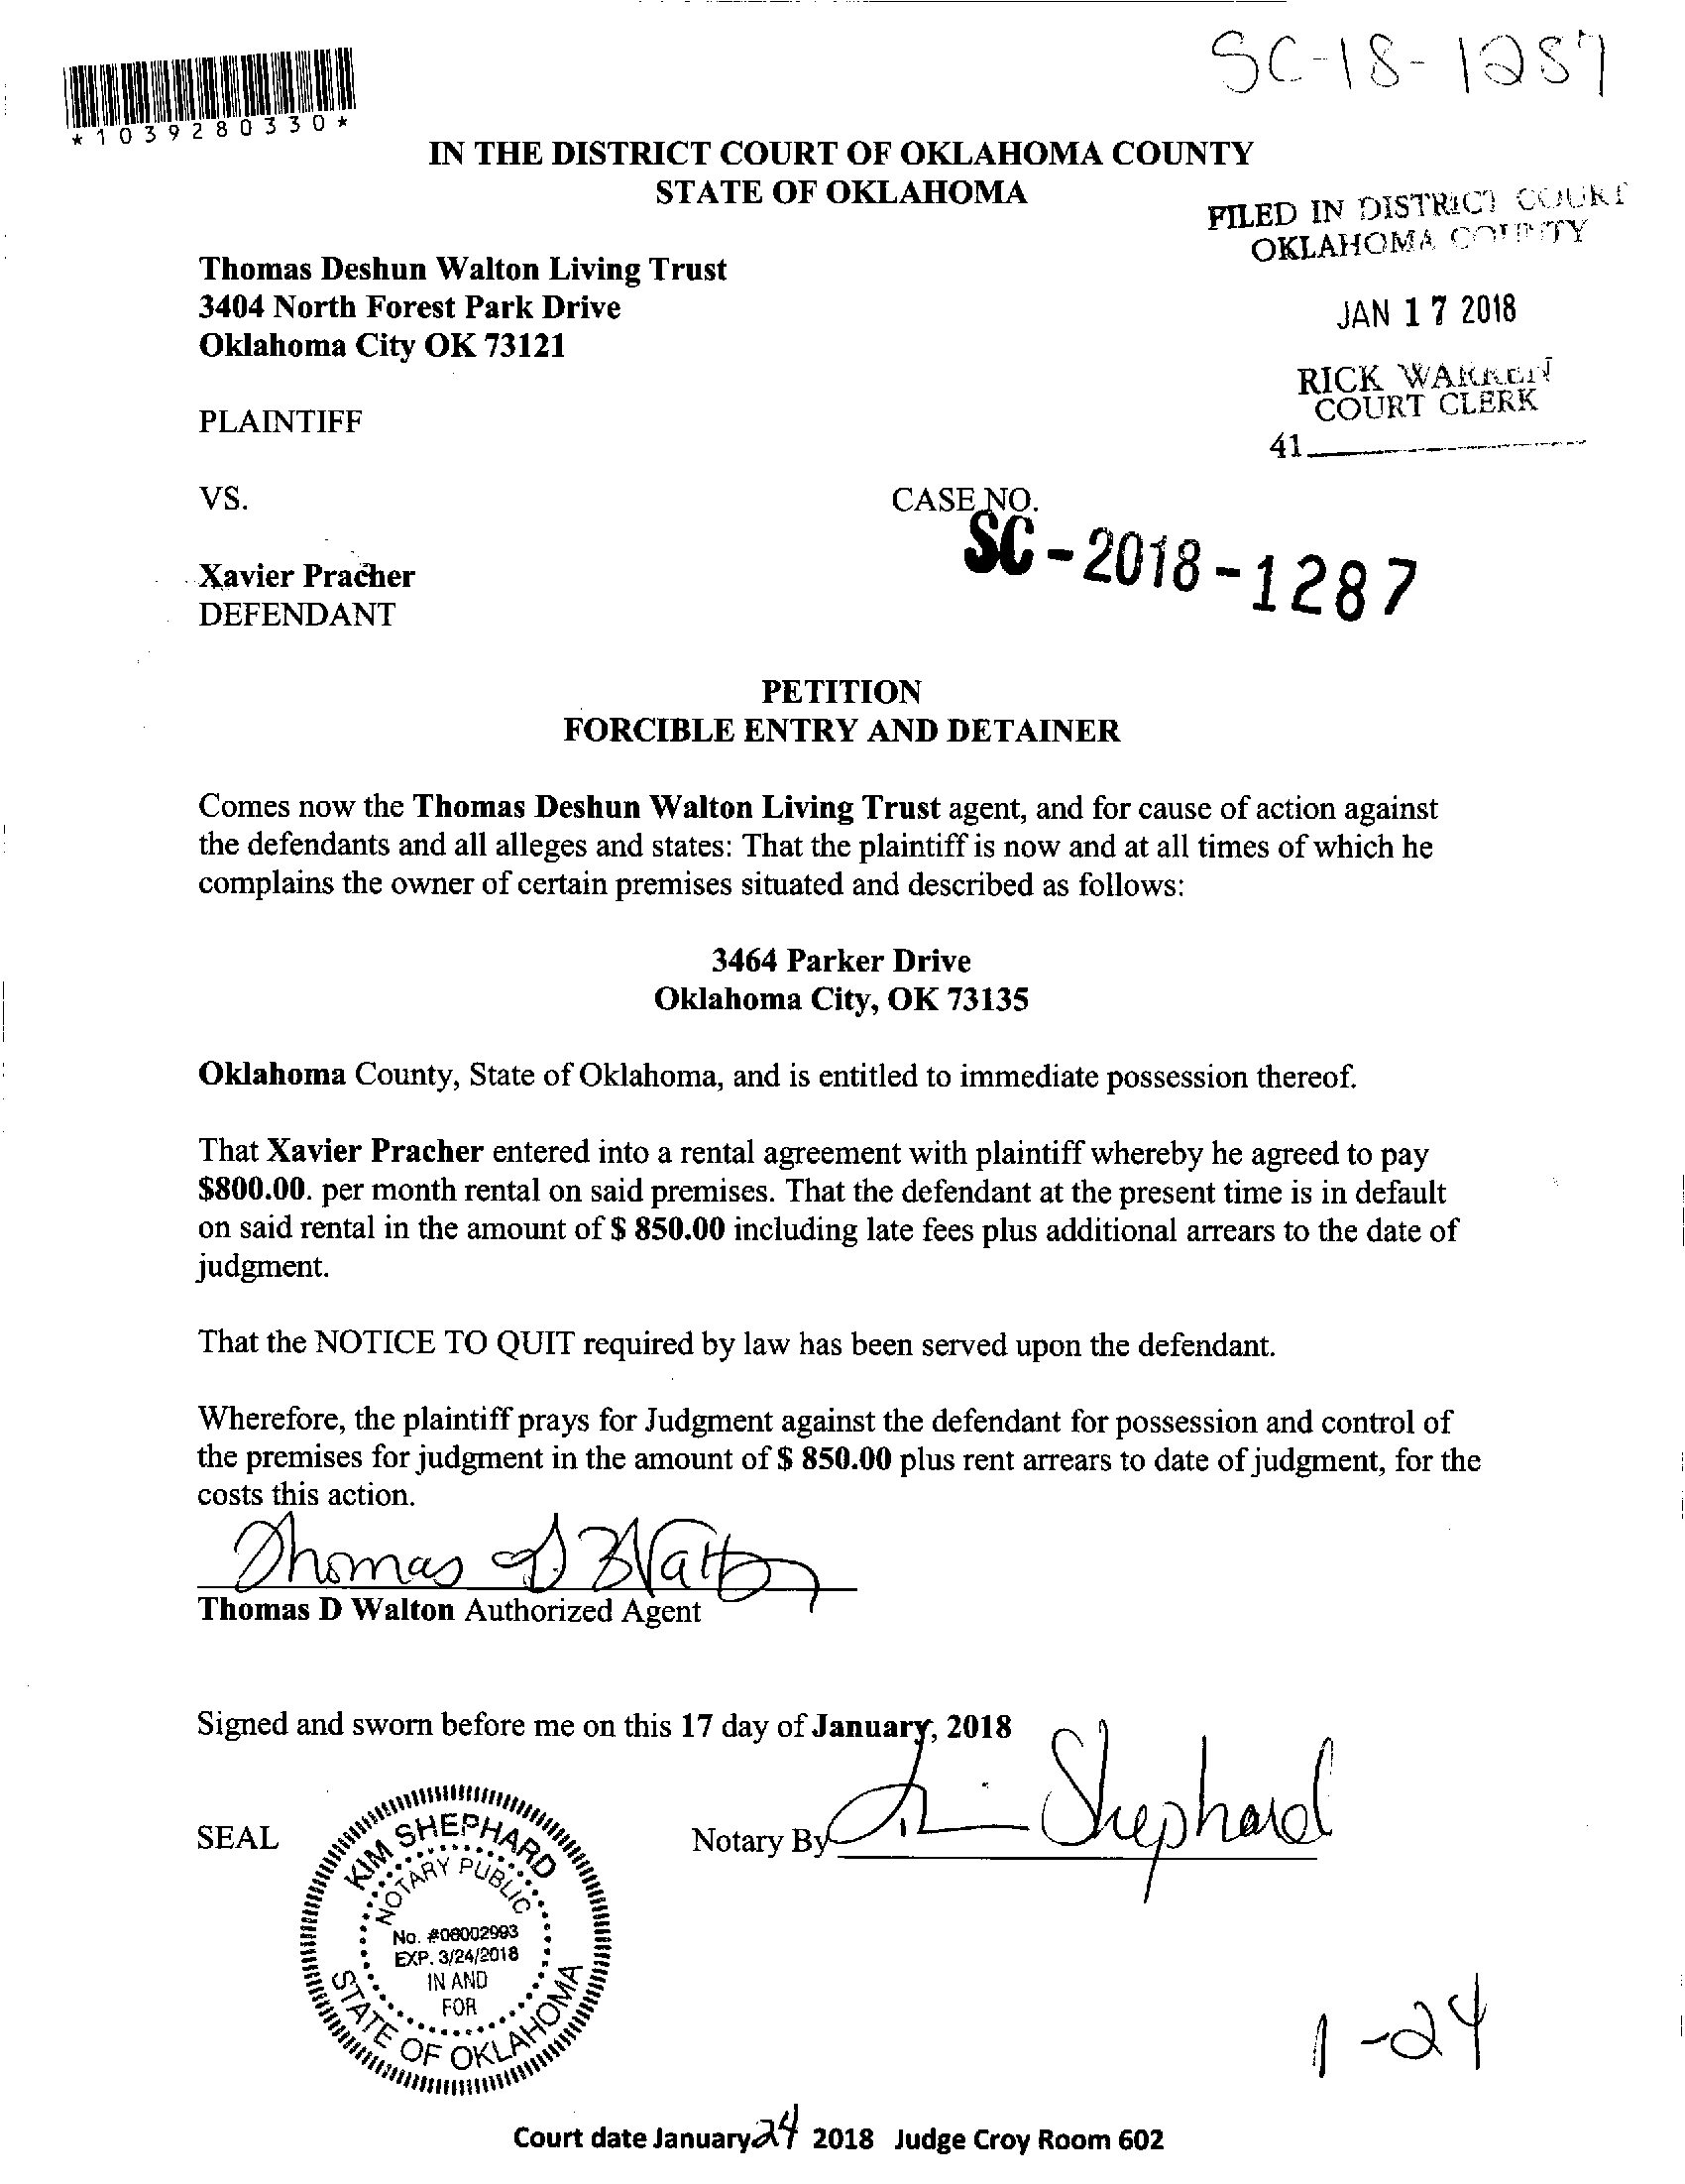 SC-18-1287
*1039280330*
IN THE DISTRICT COURT OF OKLAHOMA COUNTY
STATE OF OKLAHOMA
FILED IN DISTRICT COURT
OKLAHOMA COUNTY
Thomas Deshun Walton Living Trust
3404 North Forest Park Drive
Oklahoma City OK 73121
JAN 17 2018
RICK WARREN
COURT CLERK
PLAINTIFF
41
VS.
CASE NO.
SC-2018-1287
Xavier Pracher
DEFENDANT
PETITION
FORCIBLE ENTRY AND DETAINER
Comes now the Thomas Deshun Walton Living Trust agent, and for cause of action against
the defendants and all alleges and states: That the plaintiff is now and at all times of which he
complains the owner of certain premises situated and described as follows:
3464 Parker Drive
Oklahoma City, OK 73135
Oklahoma County, State of Oklahoma, and is entitled to immediate possession thereof.
That Xavier Pracher entered into a rental agreement with plaintiff whereby he agreed to pay
$800.00. per month rental on said premises. That the defendant at the present time is in default
on said rental in the amount of $ 850.00 including late fees plus additional arrears to the date of
judgment.
That the NOTICE TO QUIT required by law has been served upon the defendant.
Wherefore, the plaintiff prays for Judgment against the defendant for possession and control of
the premises for judgment in the amount of $ 850.00 plus rent arrears to date of judgment, for the
costs this action.
Thomas D Walton
Thomas D Walton Authorized Agent
Signed and sworn before me on this 17 day of January, 2018
SEAL
KIM SHEPHARD
NOTARY PUBLIC
No. #06002993
EXP. 3/24/2018
IN AND
FOR
STATE OF OKLAHOMA
Notary By Kim Shephard
1-24
Court date January 24 2018 Judge Croy Room 602